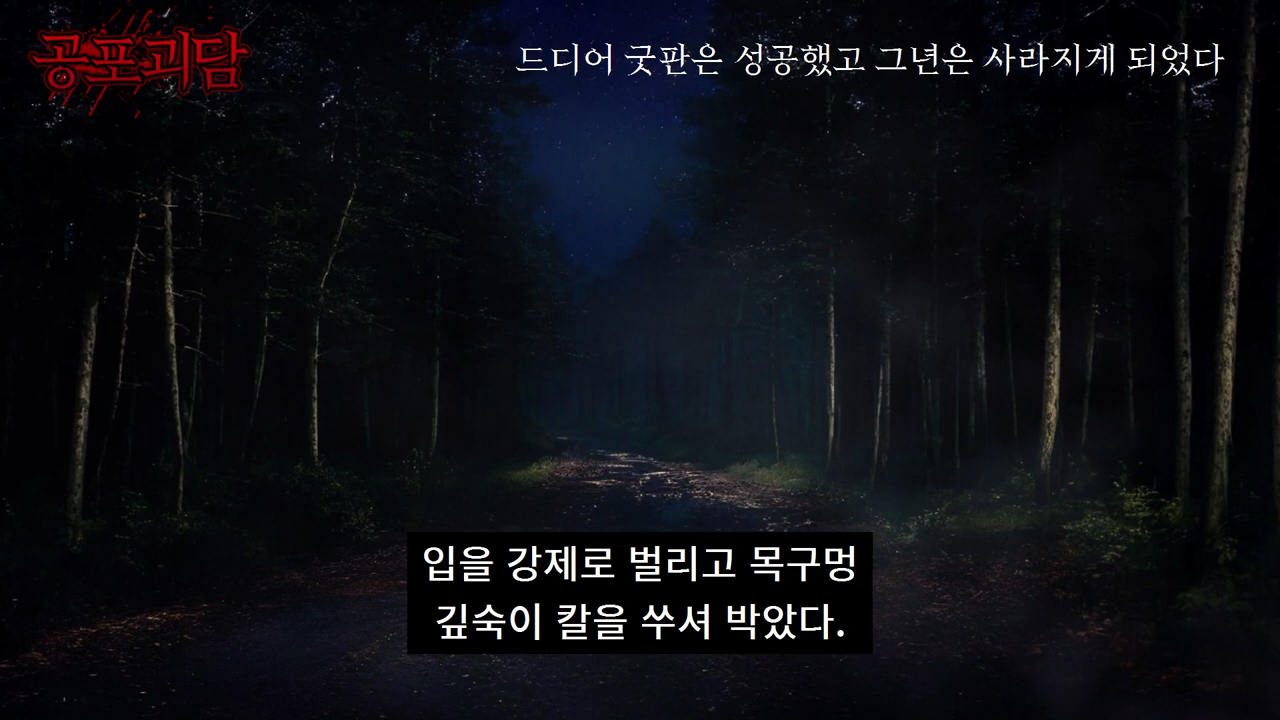 공포괴담
드디어 굿판은 성공했고 그년은 사라지게 되었다
입을 강제로 벌리고 목구멍
깊숙이 칼을 쑤셔 박았다.